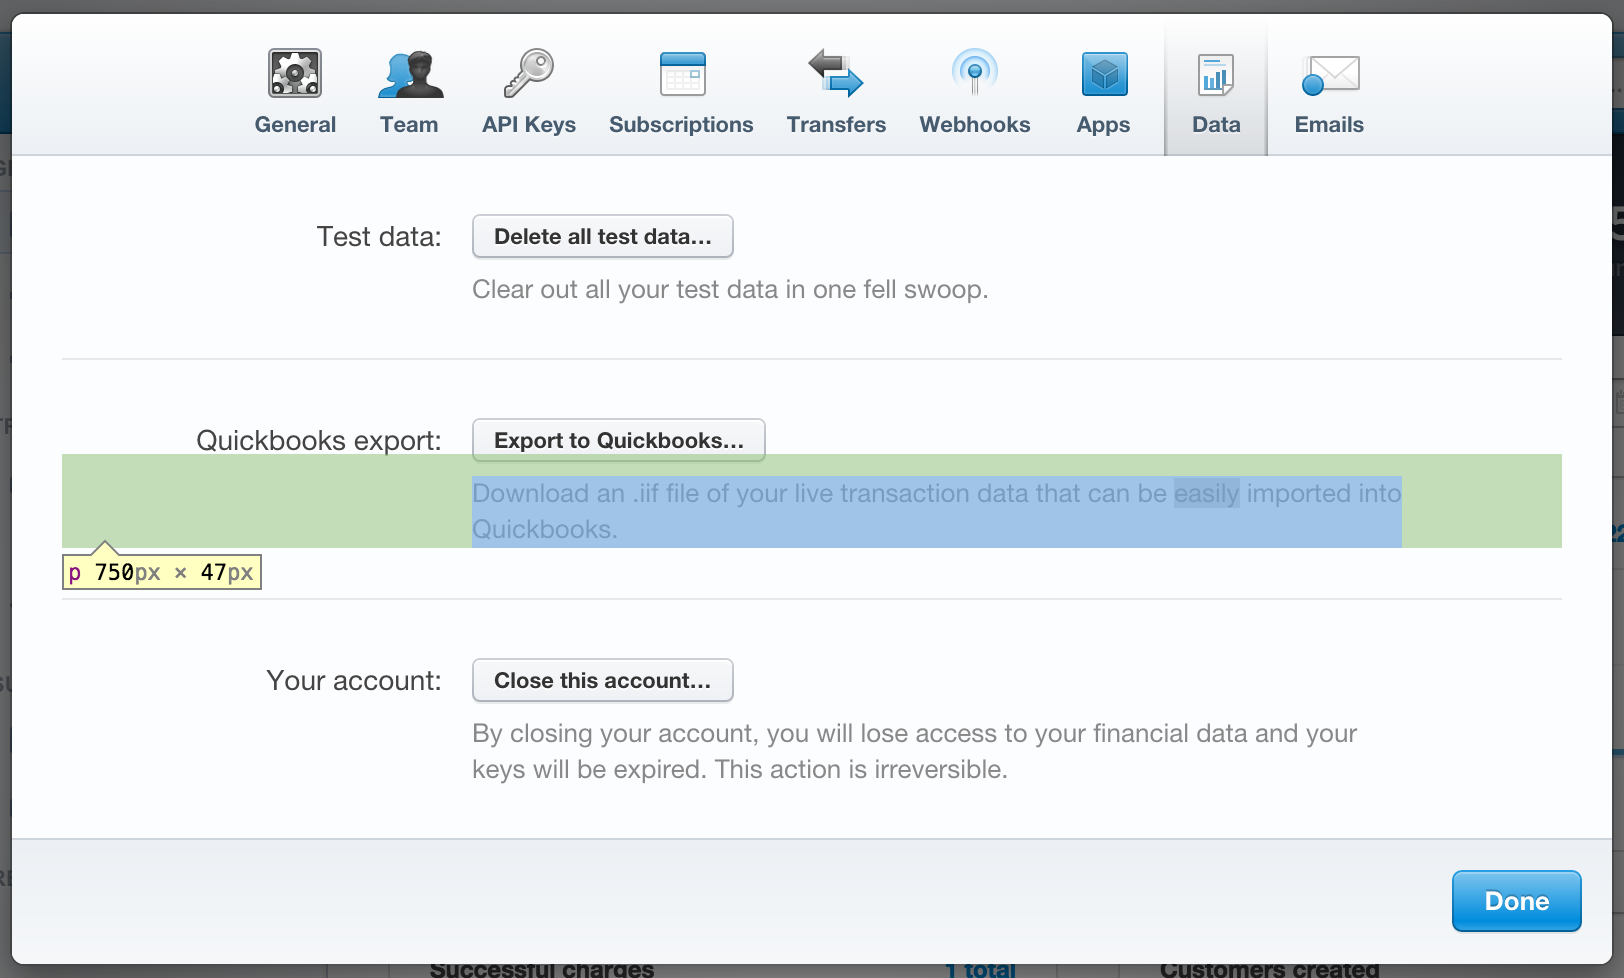 General
Team
API Keys
Subscriptions
Transfers
Webhooks
Apps
Data
Emails
Test data:
Delete all test data...
Clear out all your test data in one fell swoop.
Quickbooks export:
Export to Quickbooks...
Download an .iif file of your live transaction data that can be easily imported into
Quickbooks.
p 750px × 47px
Your account:
Close this account...
By closing your account, you will lose access to your financial data and your
keys will be expired. This action is irreversible.
Done
Successful charges
1 total
Customers created